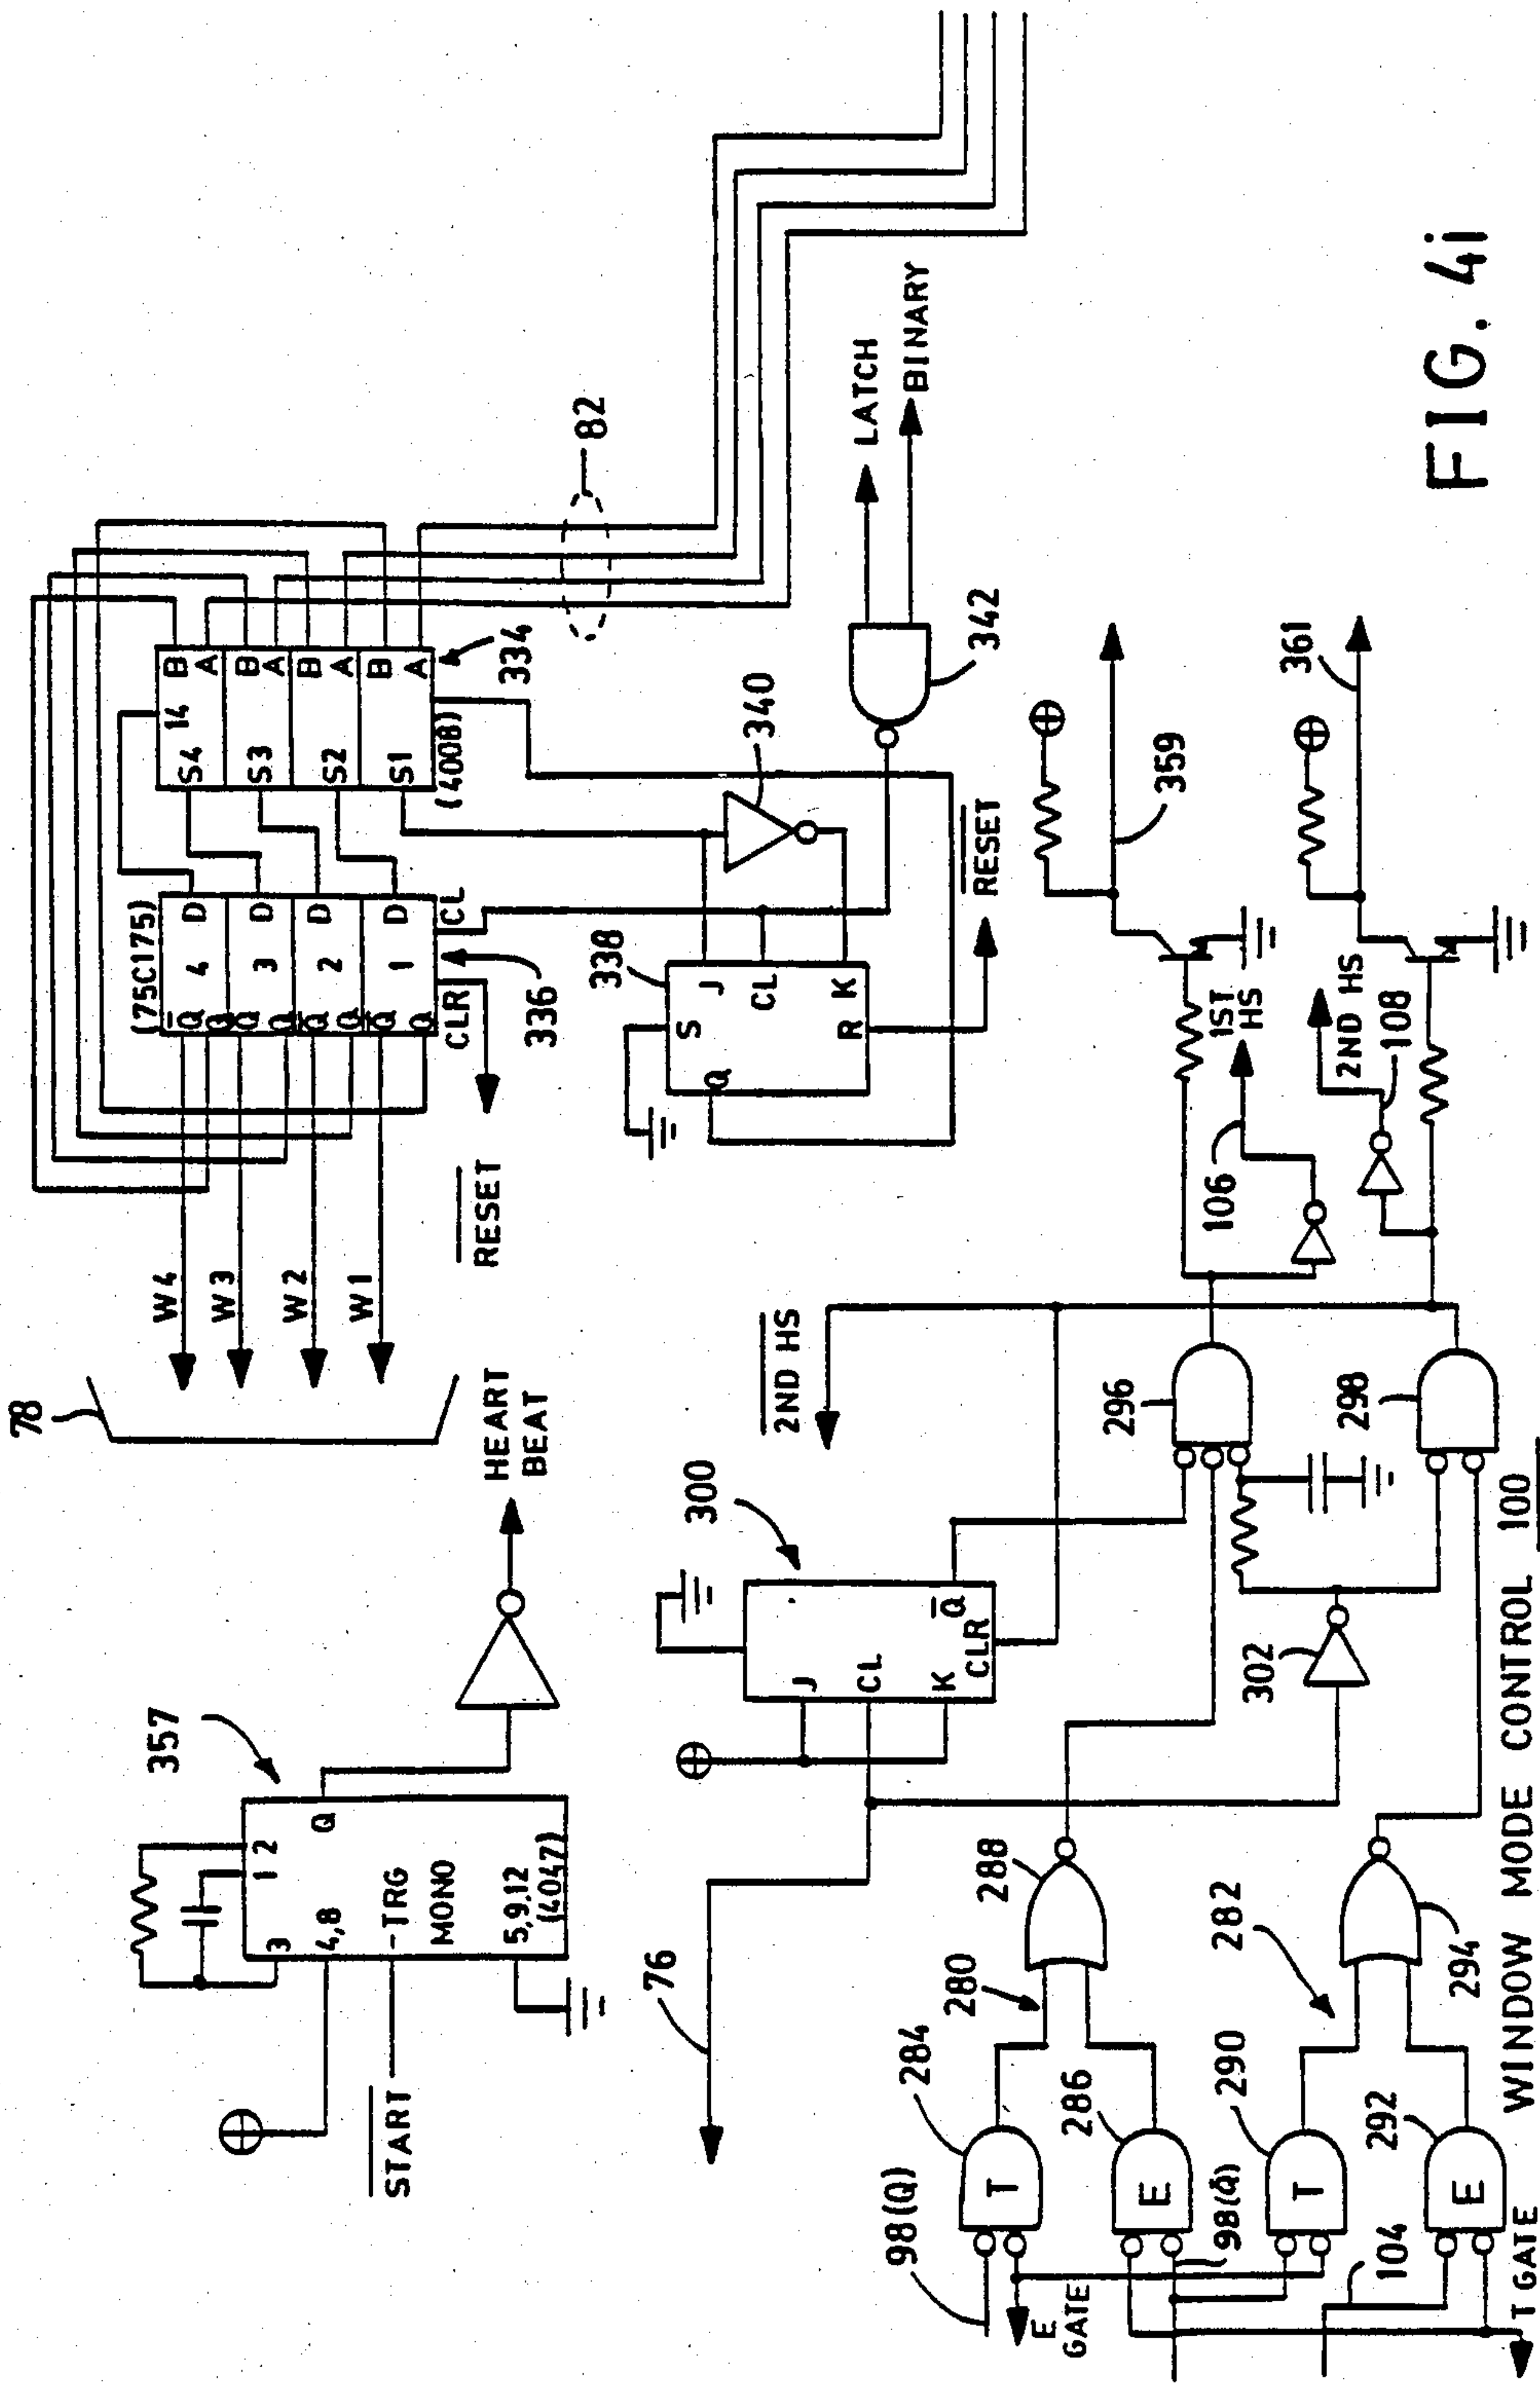 78
W4
W3
W2
W1
RESET
(75C175)
Q 4 D
Q
Q 3 D
Q
Q 2 D
Q
Q 1 D
Q
CLR
CL
336
14
B
S4 A
B
S3 A
B
S2 A
B
S1 A
(4008)
334
82
338
S
J
CL
K
Q
R
340
RESET
342
LATCH
BINARY
357
3
1
2
4,8
Q
-TRG
MONO
5,9,12
(4047)
START
HEART
BEAT
76
300
J
CL
K
Q
CLR
2ND HS
98(Q)
E
GATE
284
T
280
288
286
E
98(Q̄)
290
T
282
104
292
E
294
T GATE
302
296
298
106
1ST
HS
359
2ND HS
108
361
WINDOW MODE CONTROL 100
FIG. 4i